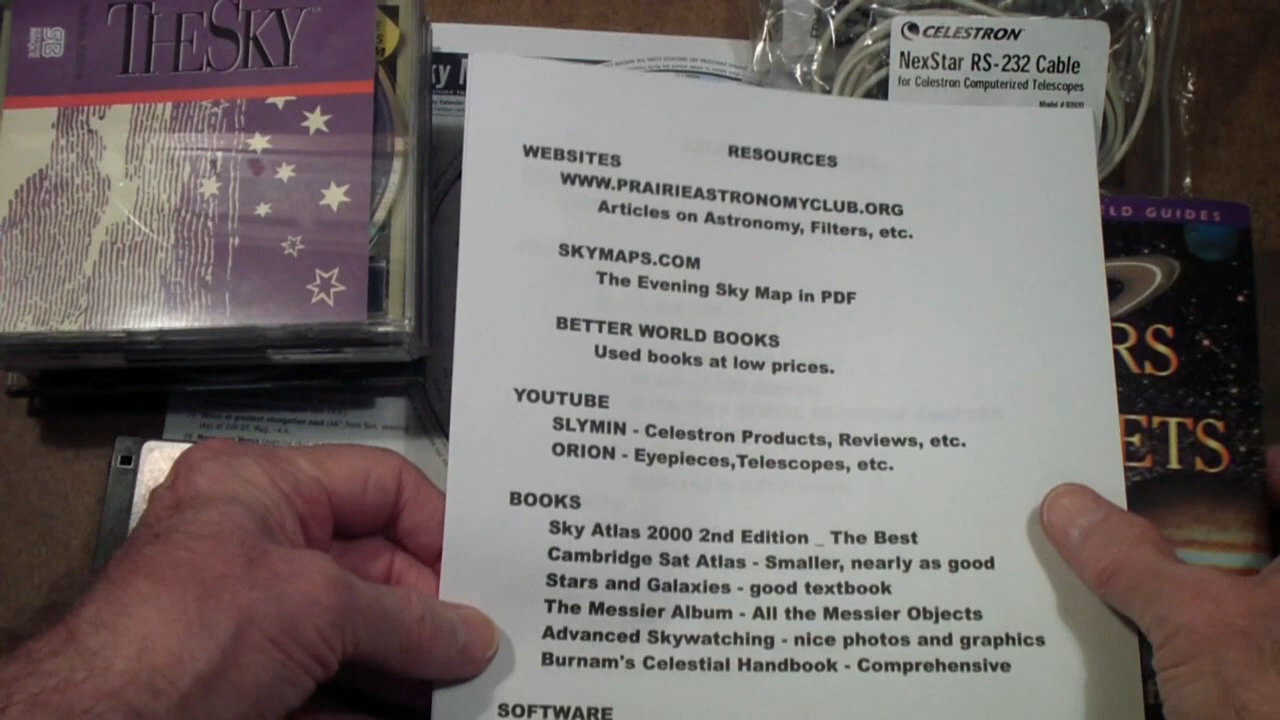 THESKY
CELESTRON
NexStar RS-232 Cable
for Celestron Computerized Telescopes
RESOURCES
WEBSITES
WWW.PRAIRIEASTRONOMYCLUB.ORG
Articles on Astronomy, Filters, etc.
SKYMAPS.COM
The Evening Sky Map in PDF
BETTER WORLD BOOKS
Used books at low prices.
YOUTUBE
SLYMIN - Celestron Products, Reviews, etc.
ORION - Eyepieces,Telescopes, etc.
BOOKS
Sky Atlas 2000 2nd Edition _ The Best
Cambridge Sat Atlas - Smaller, nearly as good
Stars and Galaxies - good textbook
The Messier Album - All the Messier Objects
Advanced Skywatching - nice photos and graphics
Burnam's Celestial Handbook - Comprehensive
SOFTWARE
LD GUIDES
RS
ETS